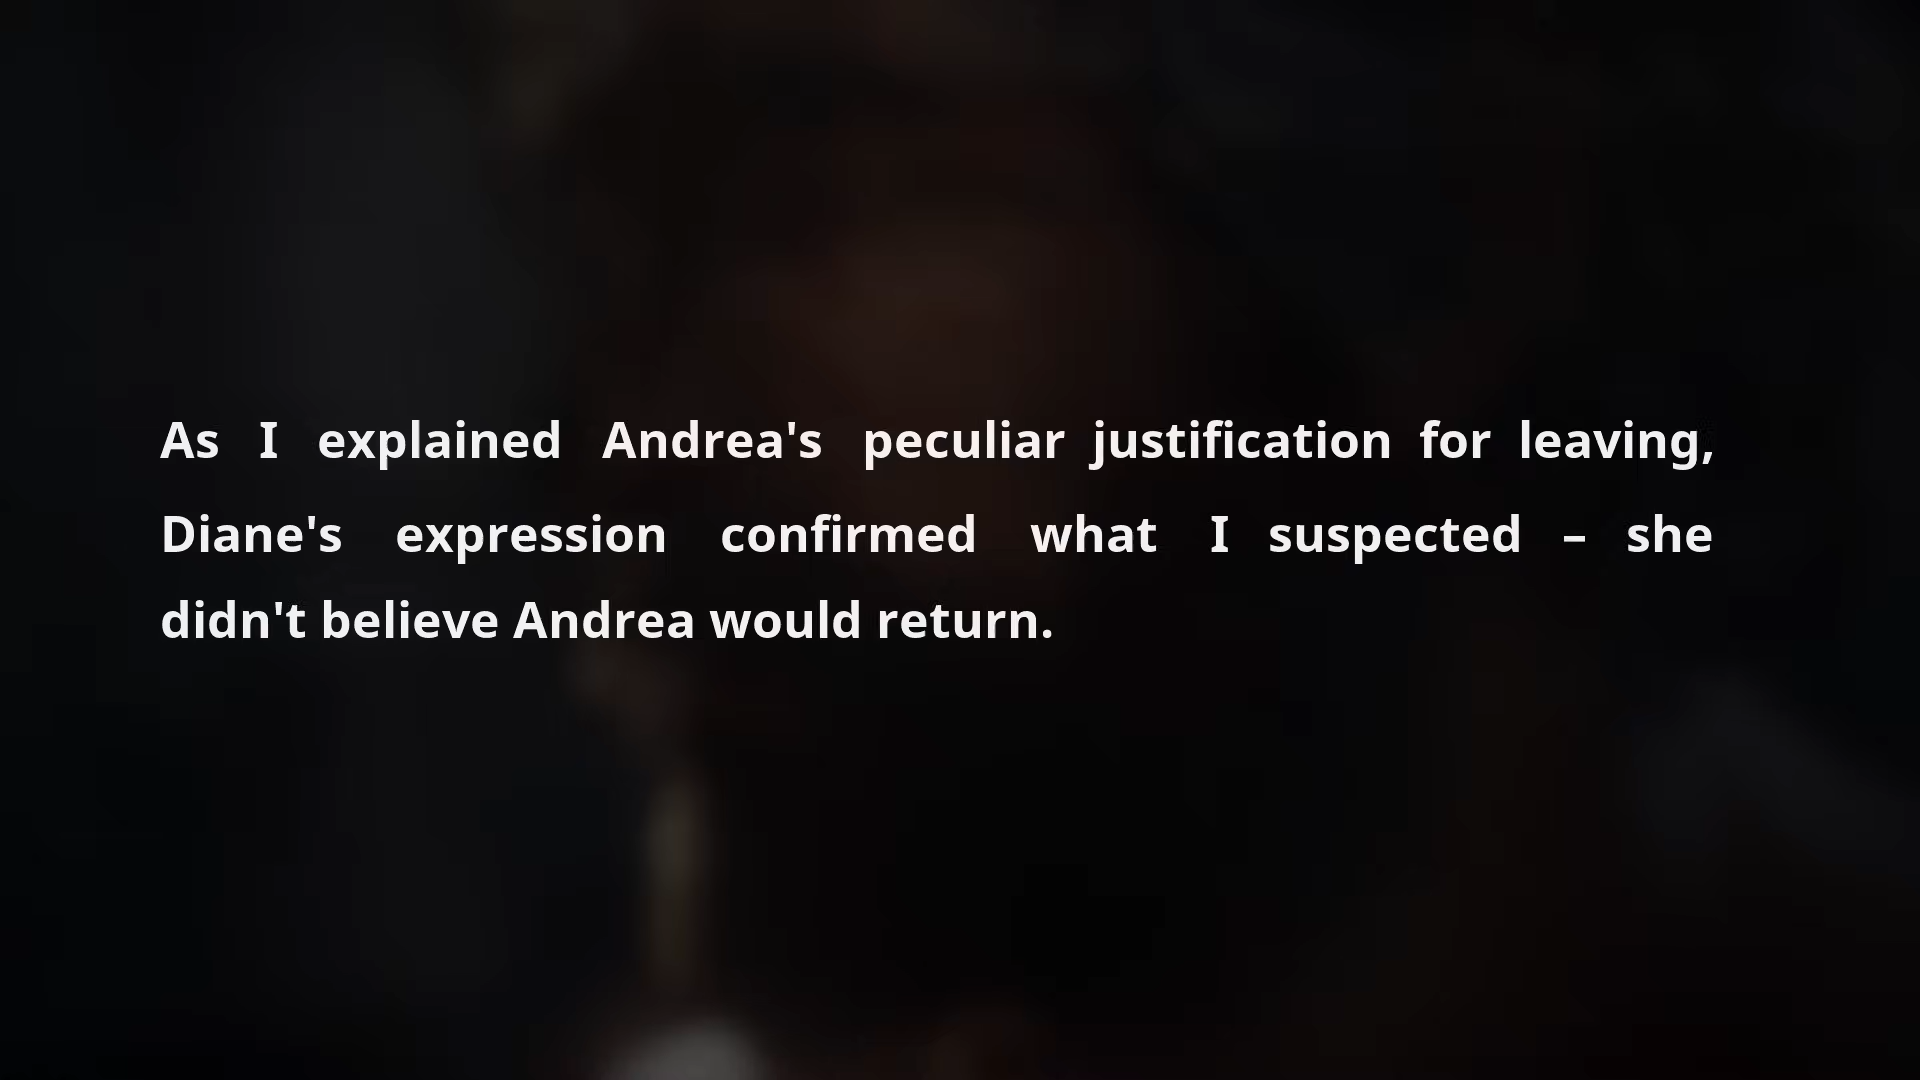 As I explained Andrea's peculiar justification for leaving,
Diane's expression confirmed what I suspected – she
didn't believe Andrea would return.